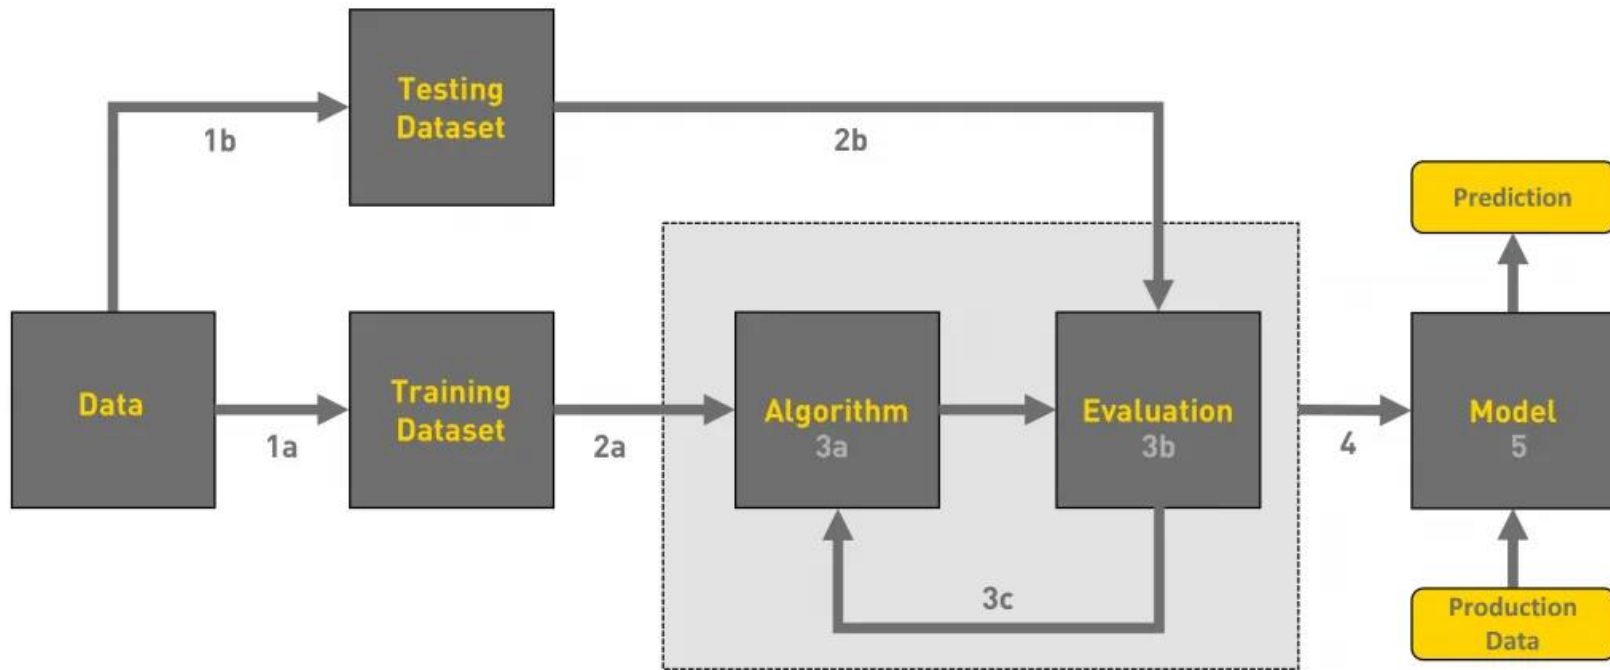 Testing
Dataset
1b
2b
Prediction
Data
1a
Training
Dataset
2a
Algorithm
3a
Evaluation
3b
4
Model
5
3c
Production
Data